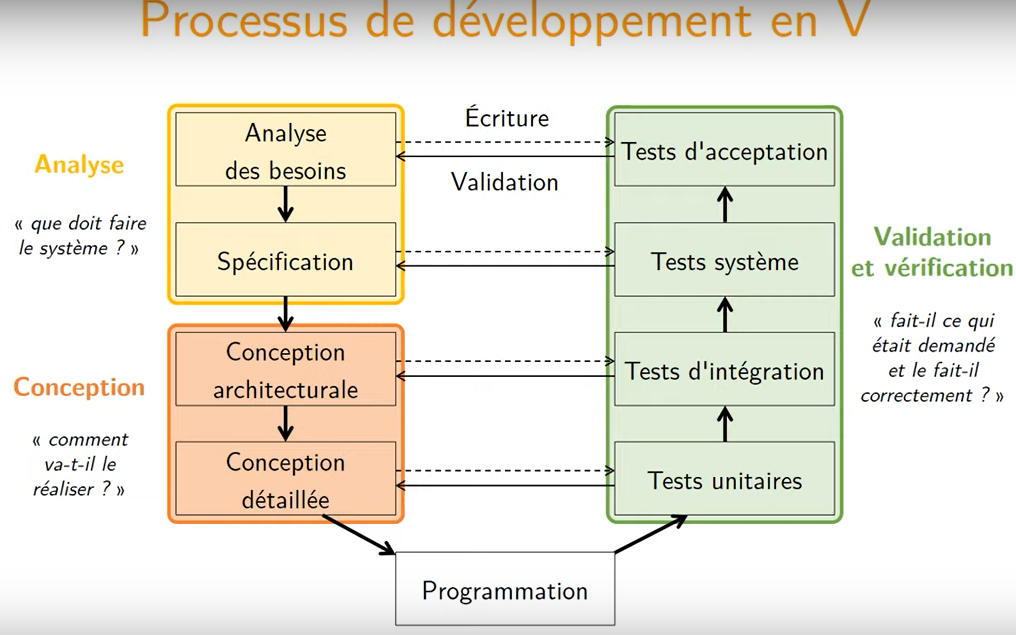 Processus de développement en V
Écriture
Analyse
des besoins
Tests d'acceptation
Validation
Analyse
« que doit faire
le système ? »
Spécification
Tests système
Validation
et vérification
« fait-il ce qui
était demandé
et le fait-il
correctement ? »
Conception
architecturale
Tests d'intégration
Conception
« comment
va-t-il le
réaliser ? »
Conception
détaillée
Tests unitaires
Programmation